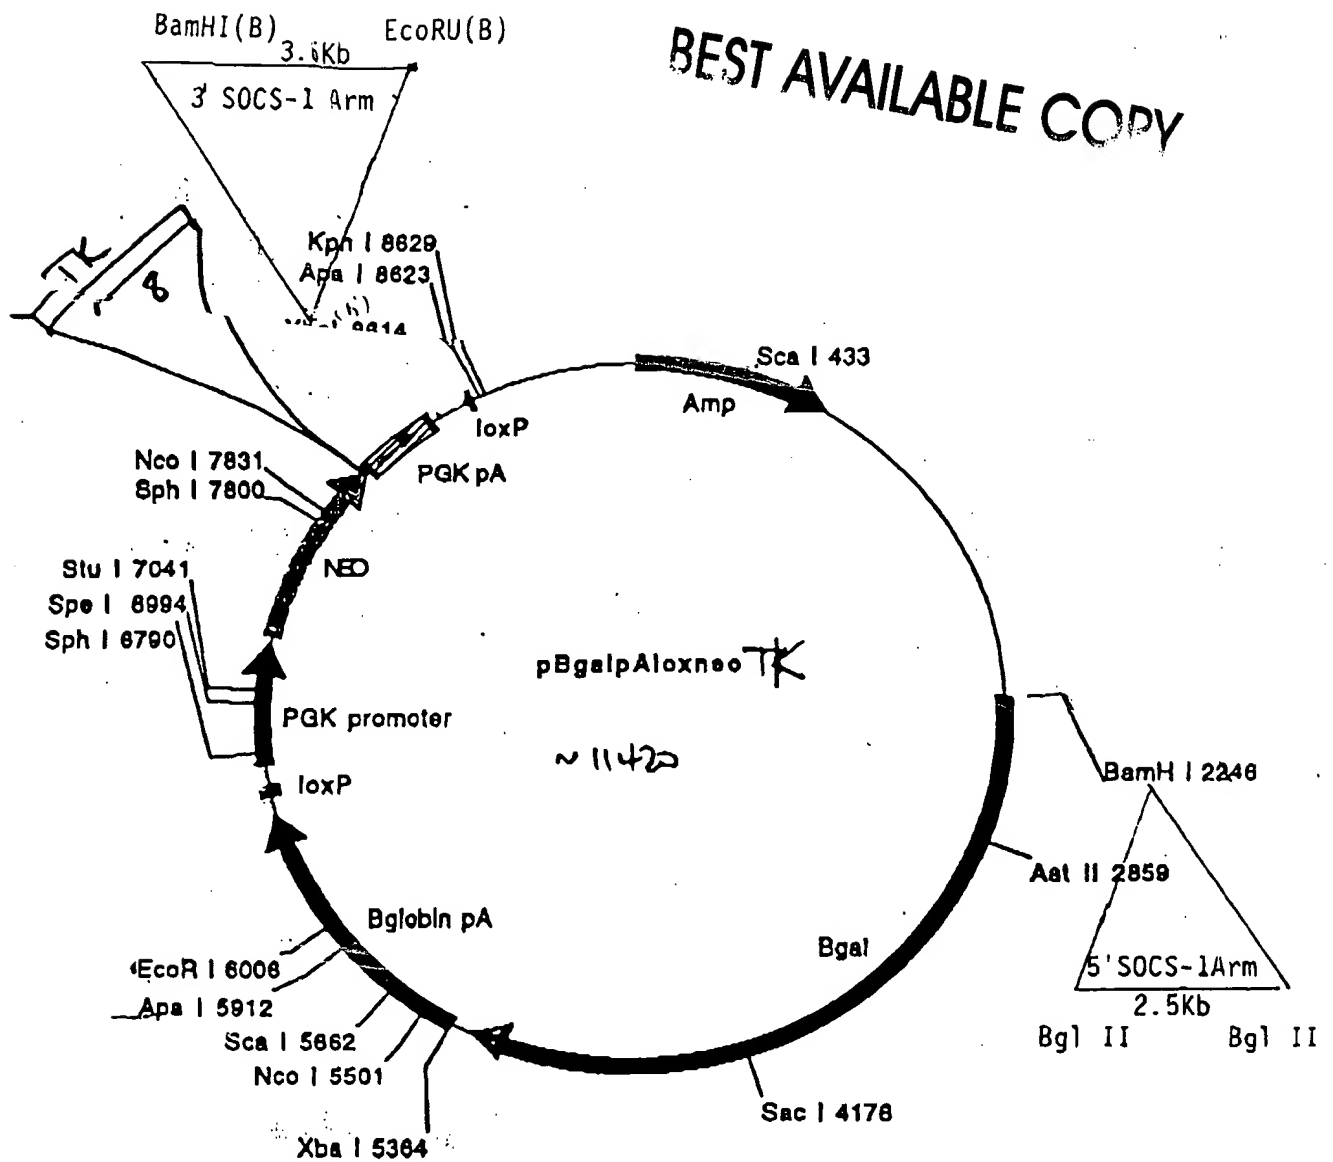 BamHI(B)
EcoRU(B)
3.6Kb
3' SOCS-1 Arm
BEST AVAILABLE COPY
TK
8
Kpn I 8629
Apa I 8623
loxP
PGK pA
Sca I 433
Amp
Nco I 7831
Sph I 7800
NEO
Stu I 7041
Spe I 6994
Sph I 6790
PGK promoter
loxP
pBgalpAloxneo TK
~ 11420
BamH I 2246
Aat II 2859
5' SOCS-1Arm
2.5Kb
Bgl II
Bgl II
Bgal
Bglobin pA
EcoR I 6006
Apa I 5912
Sca I 5662
Nco I 5501
Xba I 5364
Sac I 4176